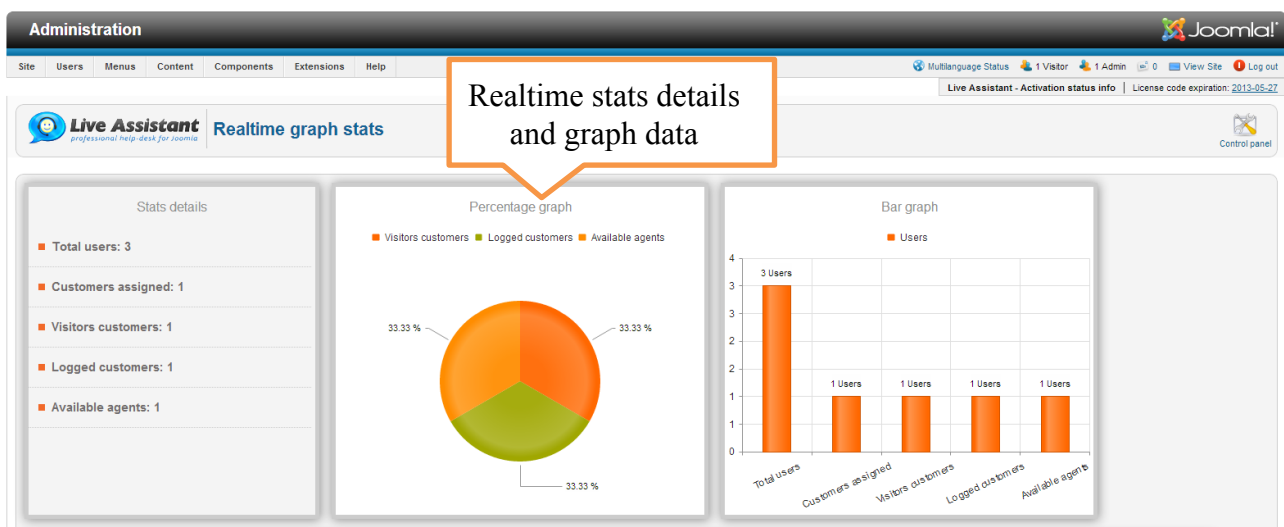 Administration
Joomla!
Site Users Menus Content Components Extensions Help
Multilanguage Status 1 Visitor 1 Admin 0 View Site Log out
Live Assistant - Activation status info | License code expiration: 2013-05-27
Realtime stats details
and graph data
Live Assistant
professional help-desk for Joomla
Realtime graph stats
Control panel
Stats details
Total users: 3
Customers assigned: 1
Visitors customers: 1
Logged customers: 1
Available agents: 1
Percentage graph
Visitors customers Logged customers Available agents
33.33 %
33.33 %
33.33 %
Bar graph
Users
4
3
3
2
2
1
1
0
3 Users
1 Users
1 Users
1 Users
1 Users
Total users
Customers assigned
Visitors customers
Logged customers
Available agents